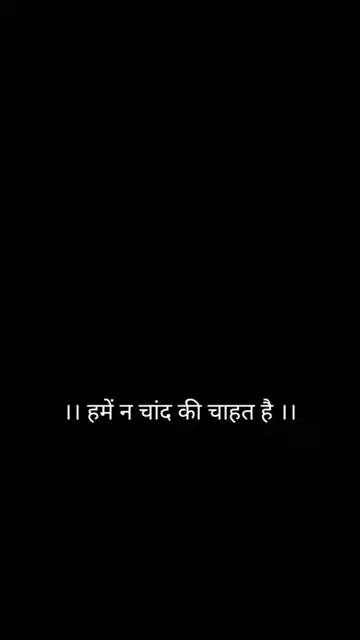 ।। हमें न चांद की चाहत है ।।